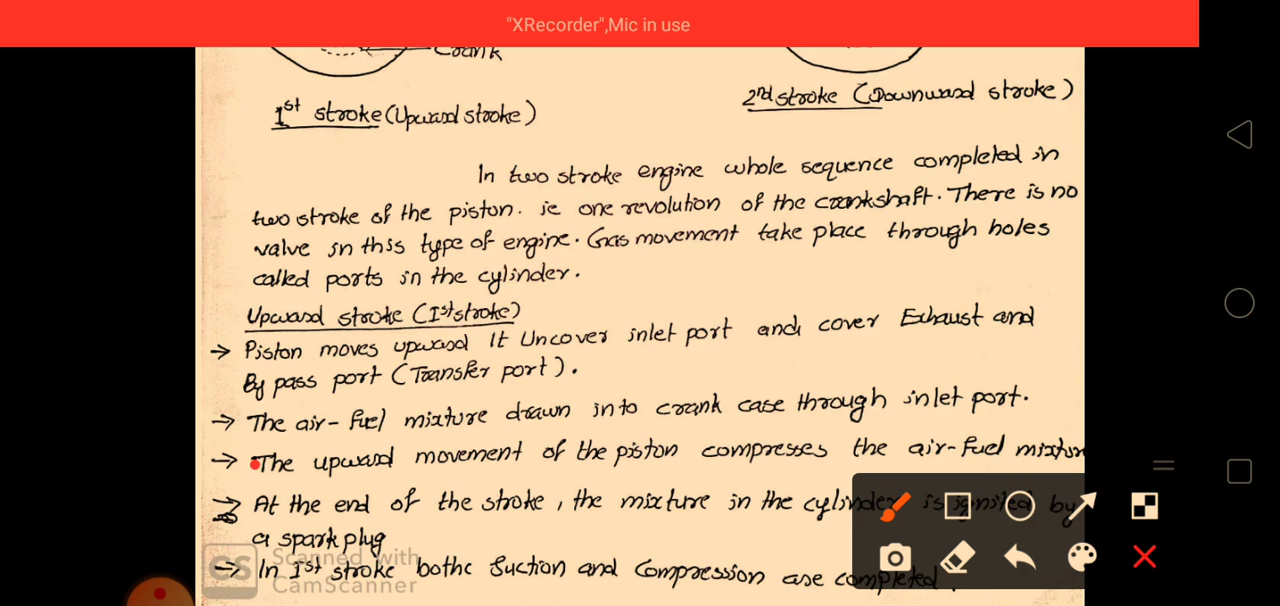 "XRecorder",Mic in use
Crank
1st stroke (Upward stroke)
2nd stroke (Downward stroke)
In two stroke engine whole sequence completed in
two stroke of the piston. ie one revolution of the crankshaft. There is no
valve in this type of engine. Gas movement take place through holes
called ports in the cylinder.
Upward stroke (Ist stroke)
→ Piston moves upward It Uncover inlet port and cover Exhaust and
By pass port (Transfer port).
→ The air-fuel mixture drawn into crank case through inlet port.
→ The upward movement of the piston compresses the air-fuel mixture
→ At the end of the stroke, the mixture in the cylinder is ignited by
a spark plug
→ In Ist stroke bothe Suction and Compression are completed.
CS Scanned with
CamScanner